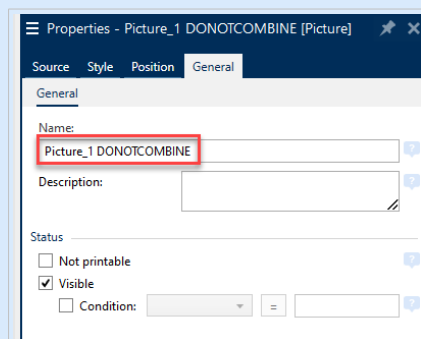 Properties - Picture_1 DONOTCOMBINE [Picture]
Source Style Position General
General
Name:
Picture_1 DONOTCOMBINE
Description:
Status
Not printable
Visible
Condition: =